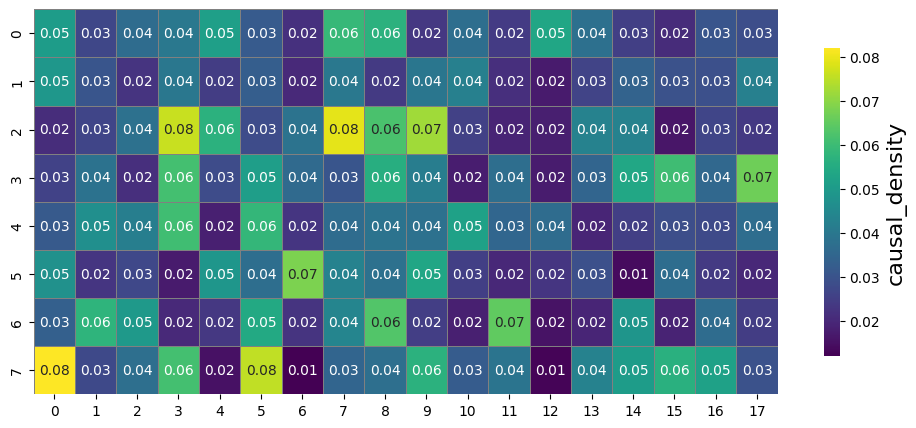 0 0.05 0.03 0.04 0.04 0.05 0.03 0.02 0.06 0.06 0.02 0.04 0.02 0.05 0.04 0.03 0.02 0.03 0.03
1 0.05 0.03 0.02 0.04 0.02 0.03 0.02 0.04 0.02 0.04 0.04 0.02 0.02 0.03 0.03 0.03 0.03 0.04
2 0.02 0.03 0.04 0.08 0.06 0.03 0.04 0.08 0.06 0.07 0.03 0.02 0.02 0.04 0.04 0.02 0.03 0.02
3 0.03 0.04 0.02 0.06 0.03 0.05 0.04 0.03 0.06 0.04 0.02 0.04 0.02 0.03 0.05 0.06 0.04 0.07
4 0.03 0.05 0.04 0.06 0.02 0.06 0.02 0.04 0.04 0.04 0.05 0.03 0.04 0.02 0.02 0.03 0.03 0.04
5 0.05 0.02 0.03 0.02 0.05 0.04 0.07 0.04 0.04 0.05 0.03 0.02 0.02 0.03 0.01 0.04 0.02 0.02
6 0.03 0.06 0.05 0.02 0.02 0.05 0.02 0.04 0.06 0.02 0.02 0.07 0.02 0.02 0.05 0.02 0.04 0.02
7 0.08 0.03 0.04 0.06 0.02 0.08 0.01 0.03 0.04 0.06 0.03 0.04 0.01 0.04 0.05 0.06 0.05 0.03
0 1 2 3 4 5 6 7 8 9 10 11 12 13 14 15 16 17
0.08
0.07
0.06
0.05
0.04
0.03
0.02
causal_density